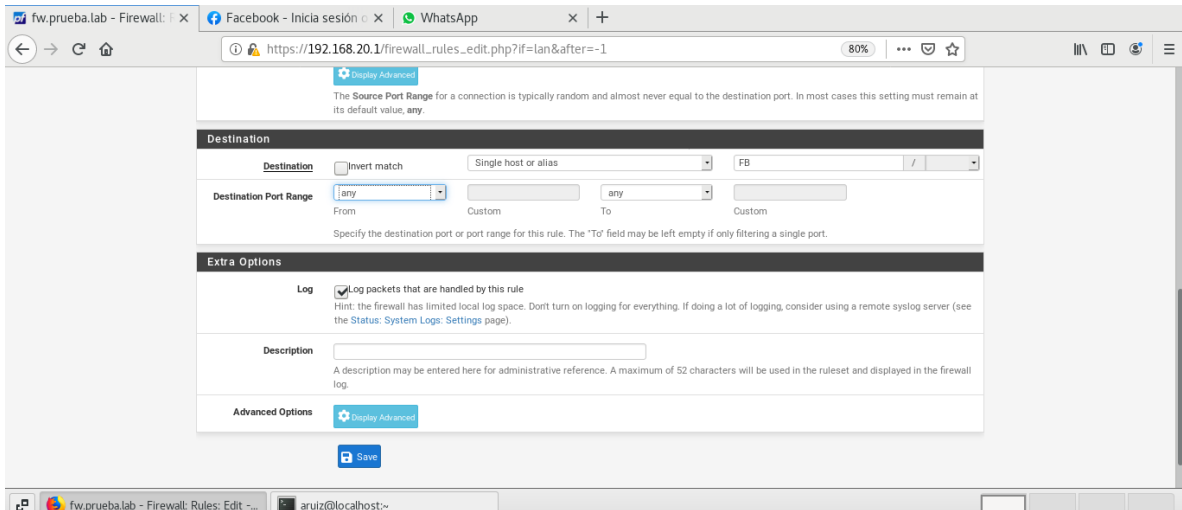 fw.prueba.lab - Firewall: F
Facebook - Inicia sesión o
WhatsApp
https://192.168.20.1/firewall_rules_edit.php?if=lan&after=-1
80%
Display Advanced
The Source Port Range for a connection is typically random and almost never equal to the destination port. In most cases this setting must remain at
its default value, any.
Destination
Destination
Invert match
Single host or alias
FB
/
Destination Port Range
any
any
From
Custom
To
Custom
Specify the destination port or port range for this rule. The "To" field may be left empty if only filtering a single port.
Extra Options
Log
Log packets that are handled by this rule
Hint: the firewall has limited local log space. Don't turn on logging for everything. If doing a lot of logging, consider using a remote syslog server (see
the Status: System Logs: Settings page).
Description
A description may be entered here for administrative reference. A maximum of 52 characters will be used in the ruleset and displayed in the firewall
log.
Advanced Options
Display Advanced
Save
fw.prueba.lab - Firewall: Rules: Edit -...
aruiz@localhost:~